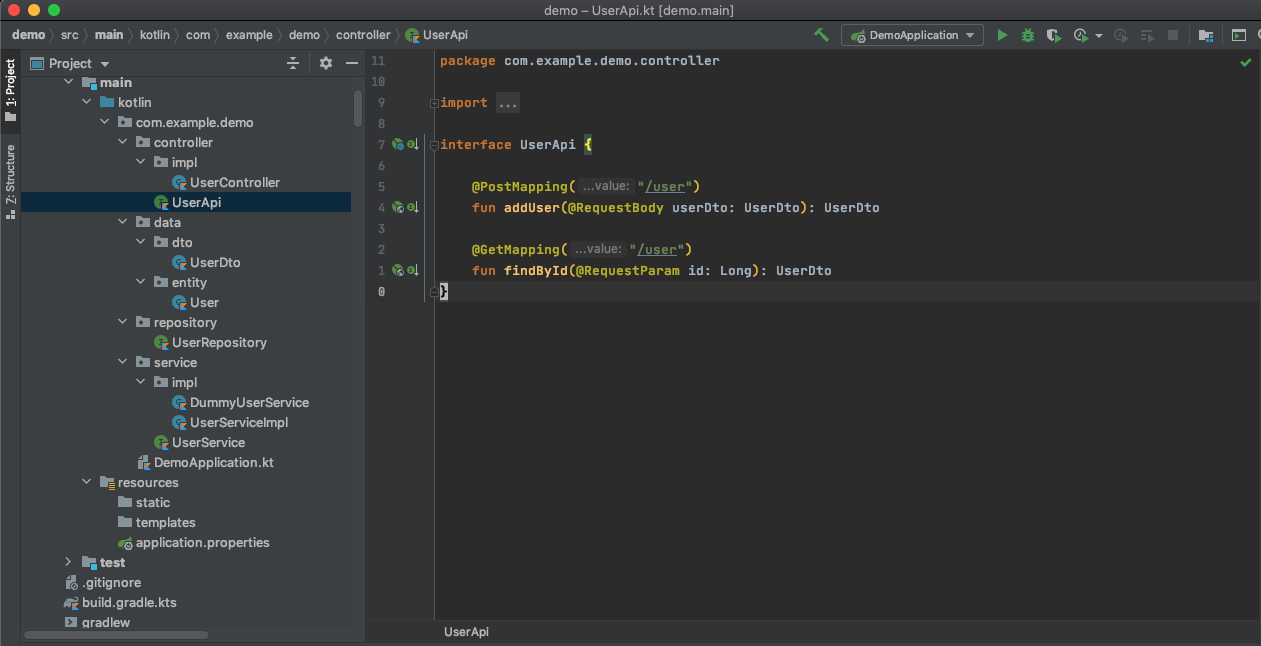 demo – UserApi.kt [demo.main]
demo src main kotlin com example demo controller UserApi
DemoApplication
1: Project
Z: Structure
Project
main
kotlin
com.example.demo
controller
impl
UserController
UserApi
data
dto
UserDto
entity
User
repository
UserRepository
service
impl
DummyUserService
UserServiceImpl
UserService
DemoApplication.kt
resources
static
templates
application.properties
test
.gitignore
build.gradle.kts
gradlew
11 package com.example.demo.controller
10
9 import ...
8
7 interface UserApi {
6
5 @PostMapping( ...value: "/user")
4 fun addUser(@RequestBody userDto: UserDto): UserDto
3
2 @GetMapping( ...value: "/user")
1 fun findById(@RequestParam id: Long): UserDto
0 }
UserApi